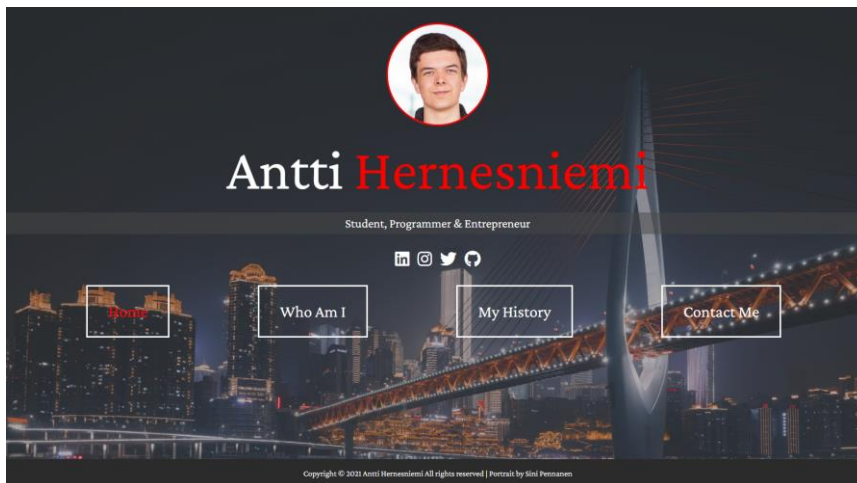 Antti Hernesniemi
Student, Programmer & Entrepreneur
Home Who Am I My History Contact Me
Copyright © 2021 Antti Hernesniemi All rights reserved | Portrait by Sini Pennanen